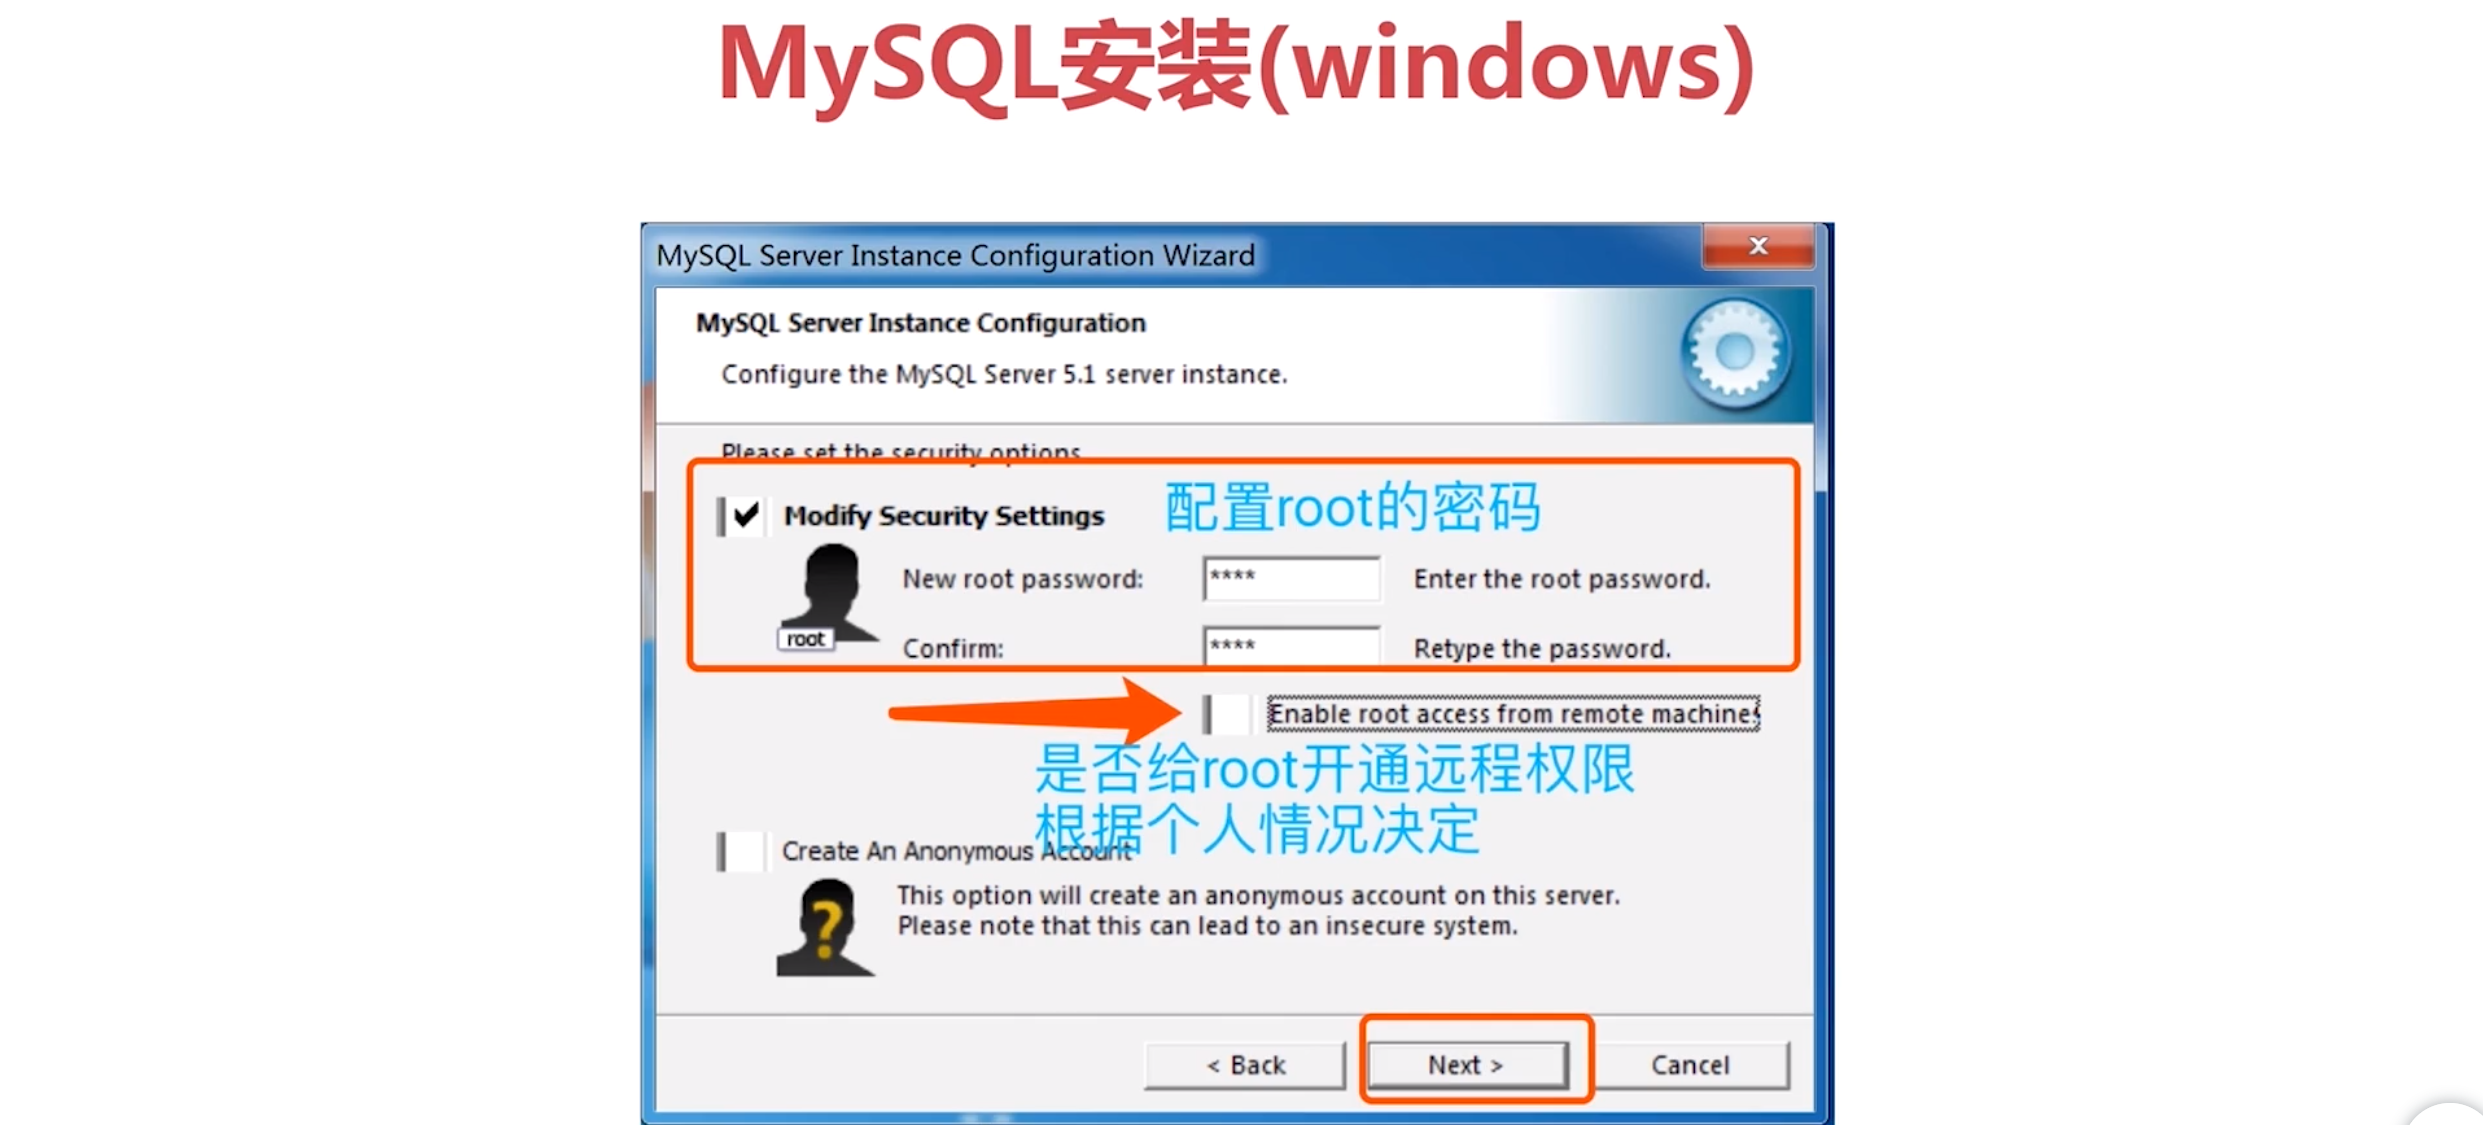 MySQL安装(windows)
MySQL Server Instance Configuration Wizard
MySQL Server Instance Configuration
Configure the MySQL Server 5.1 server instance.
Please set the security options.
Modify Security Settings
配置root的密码
New root password:
****
Enter the root password.
root
Confirm:
****
Retype the password.
Enable root access from remote machines
是否给root开通远程权限
根据个人情况决定
Create An Anonymous Account
This option will create an anonymous account on this server.
Please note that this can lead to an insecure system.
< Back
Next >
Cancel